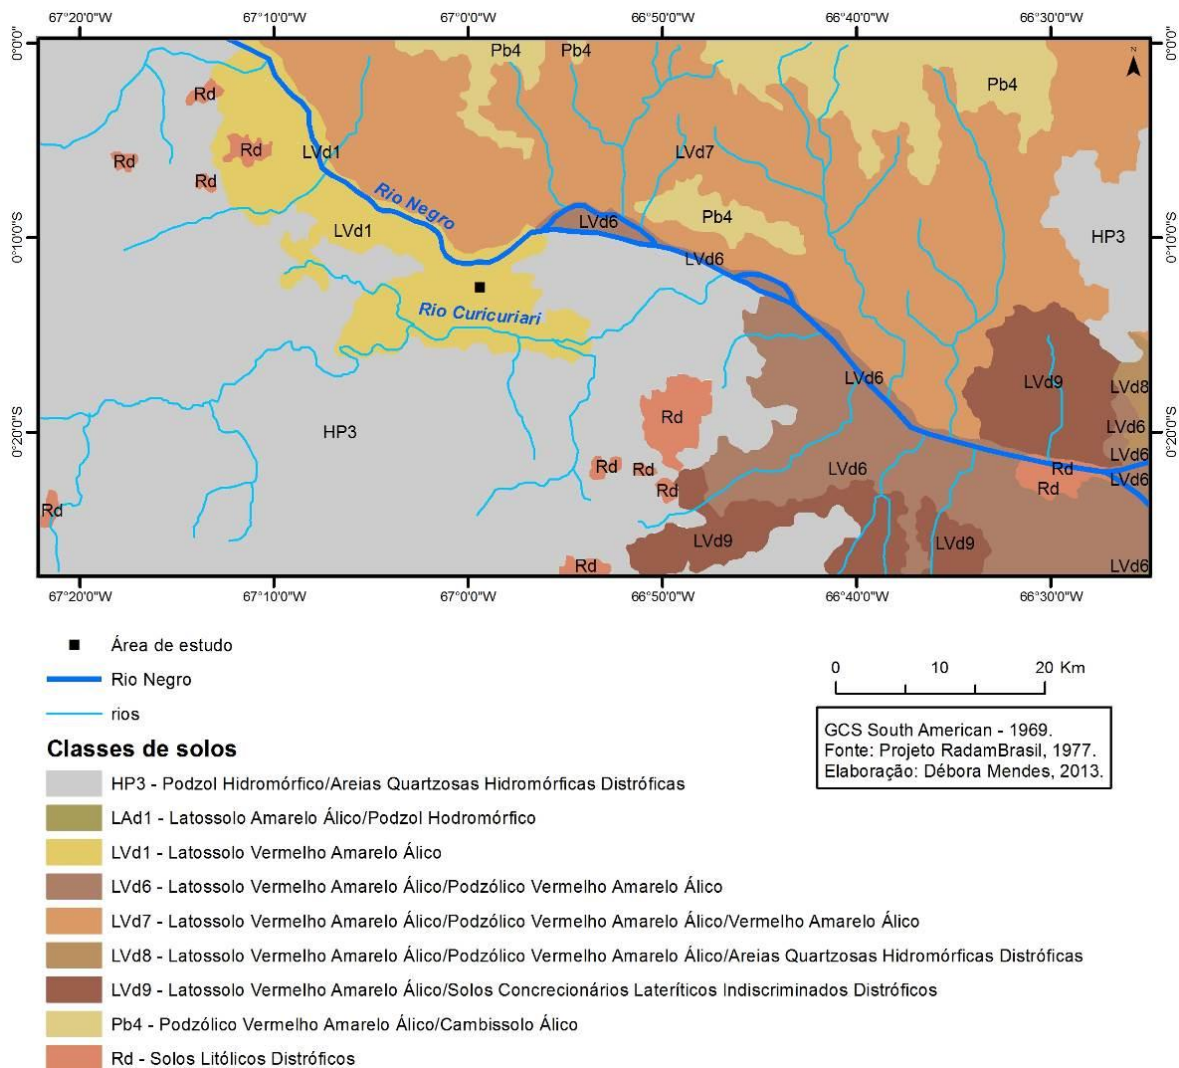 67°20'0"W 67°10'0"W 67°0'0"W 66°50'0"W 66°40'0"W 66°30'0"W
0°0'0" 0°0'0"
N
Pb4 Pb4
Pb4
Rd
Rd
LVd1
LVd7
Rd
Rd
Rio Negro
Pb4
LVd6
LVd1
HP3
0°10'0"S 0°10'0"S
LVd6
Rio Curicuriari
LVd6
LVd9
LVd8
Rd
HP3
LVd6
0°20'0"S 0°20'0"S
LVd6
Rd
Rd
LVd6
Rd
LVd6
Rd
Rd
Rd
LVd9
LVd9
Rd
LVd6
67°20'0"W 67°10'0"W 67°0'0"W 66°50'0"W 66°40'0"W 66°30'0"W
Área de estudo
Rio Negro
rios
0 10 20 Km
GCS South American - 1969.
Fonte: Projeto RadamBrasil, 1977.
Elaboração: Débora Mendes, 2013.
Classes de solos
HP3 - Podzol Hidromórfico/Areias Quartzosas Hidromórficas Distróficas
LAd1 - Latossolo Amarelo Álico/Podzol Hodromórfico
LVd1 - Latossolo Vermelho Amarelo Álico
LVd6 - Latossolo Vermelho Amarelo Álico/Podzólico Vermelho Amarelo Álico
LVd7 - Latossolo Vermelho Amarelo Álico/Podzólico Vermelho Amarelo Álico/Vermelho Amarelo Álico
LVd8 - Latossolo Vermelho Amarelo Álico/Podzólico Vermelho Amarelo Álico/Areias Quartzosas Hidromórficas Distróficas
LVd9 - Latossolo Vermelho Amarelo Álico/Solos Concrecionários Lateríticos Indiscriminados Distróficos
Pb4 - Podzólico Vermelho Amarelo Álico/Cambissolo Álico
Rd - Solos Litólicos Distróficos